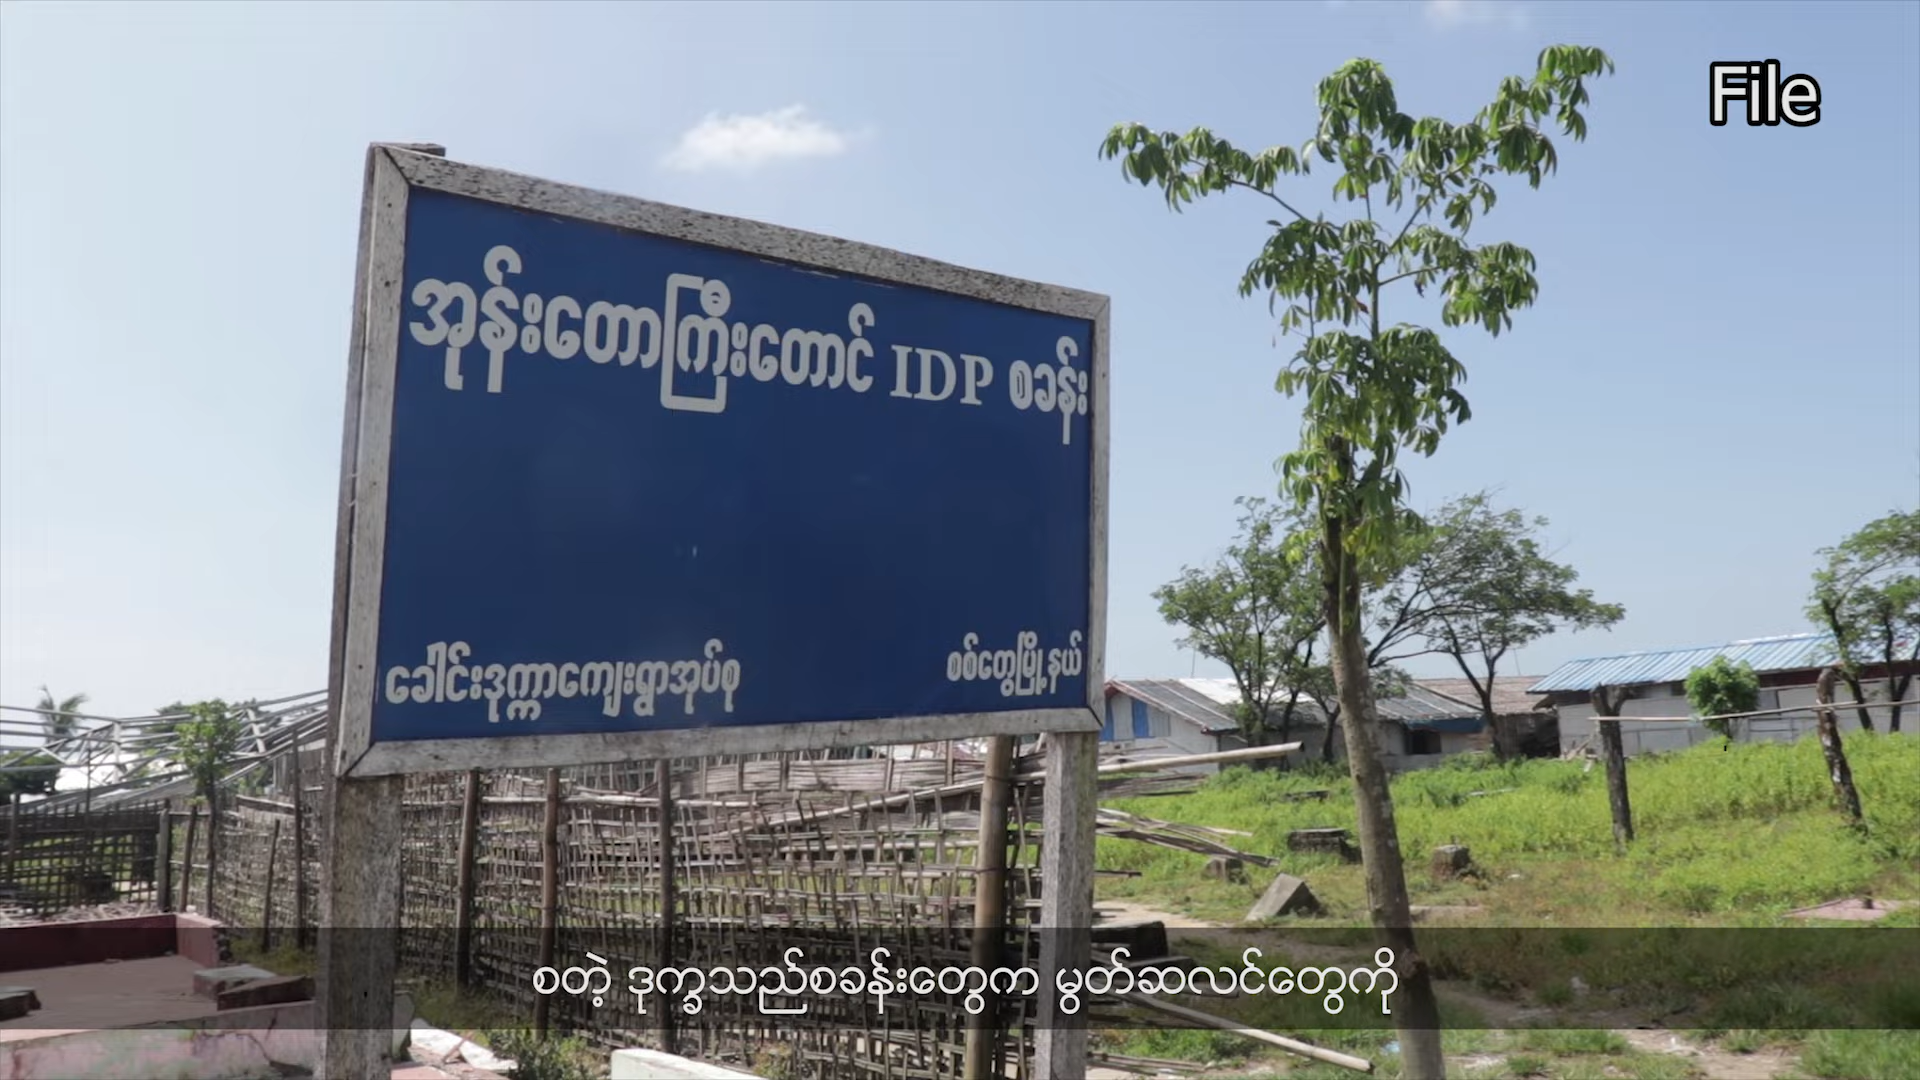 File
အုန်းတောကြီးတောင် IDP စခန်း
ခေါင်းဒုက္ကာကျေးရွာအုပ်စု
စစ်တွေမြို့နယ်
စတဲ့ ဒုက္ခသည်စခန်းတွေက မွတ်ဆလင်တွေကို